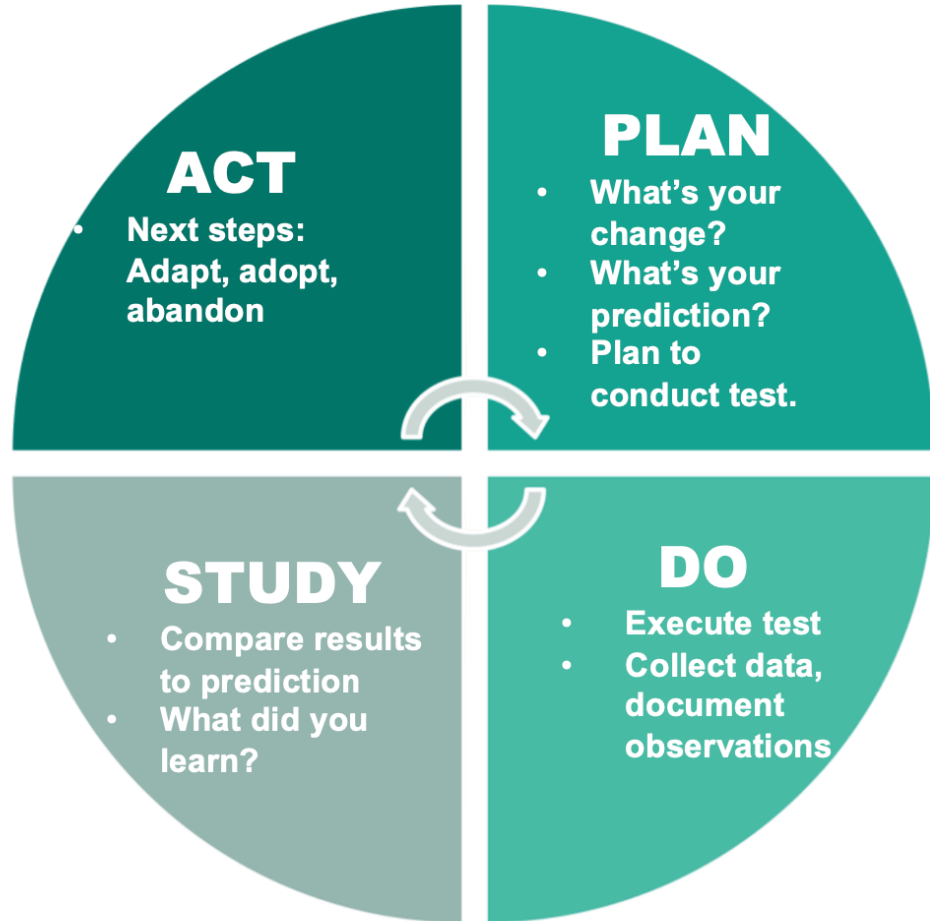 ACT
• Next steps:
Adapt, adopt,
abandon
PLAN
• What’s your
change?
• What’s your
prediction?
• Plan to
conduct test.
STUDY
• Compare results
to prediction
• What did you
learn?
DO
• Execute test
• Collect data,
document
observations